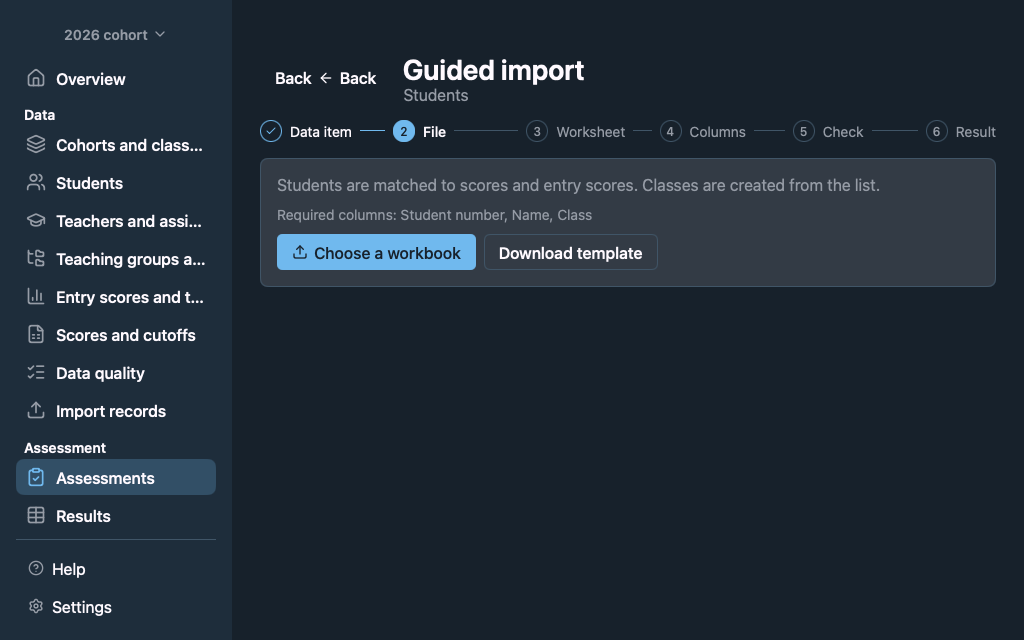 2026 cohort
Overview
Data
Cohorts and class...
Students
Teachers and assi...
Teaching groups a...
Entry scores and t...
Scores and cutoffs
Data quality
Import records
Assessment
Assessments
Results
Help
Settings
Back ← Back
Guided import
Students
Data item 2 File 3 Worksheet 4 Columns 5 Check 6 Result
Students are matched to scores and entry scores. Classes are created from the list.
Required columns: Student number, Name, Class
Choose a workbook Download template